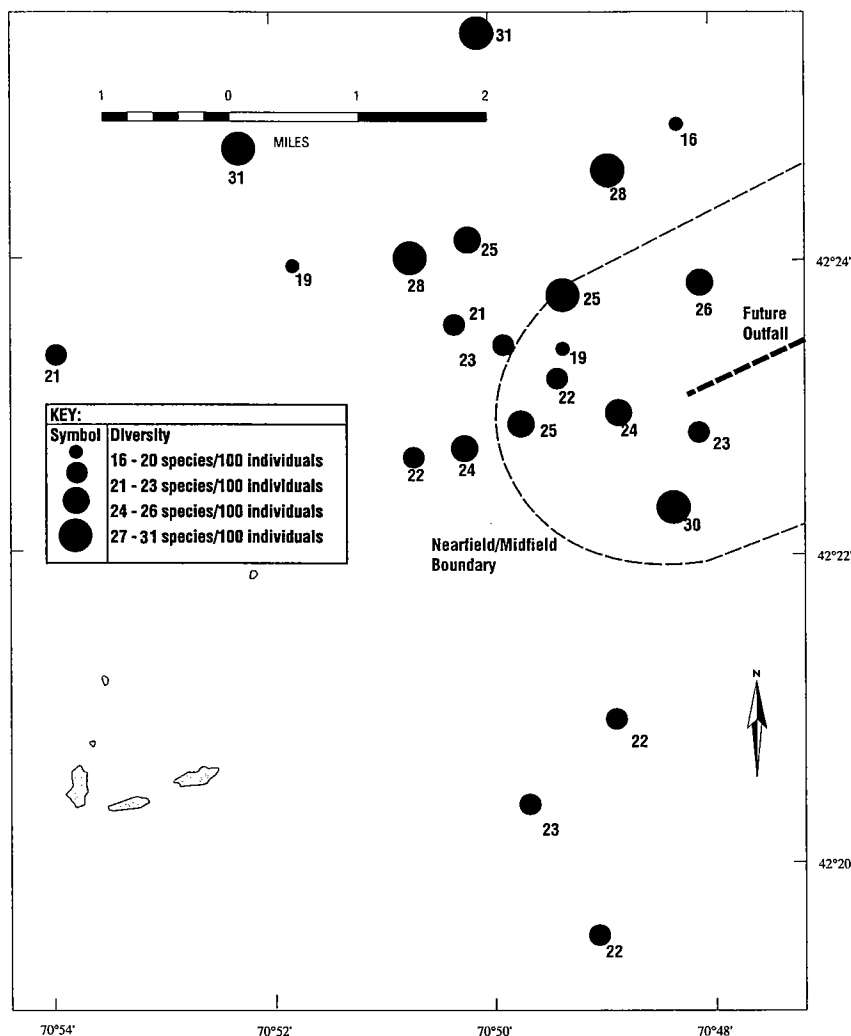 31
1 0 1 2
MILES
31
16
28
25
28
19
42°24'
25
26
21
23
19
Future
Outfall
21
22
24
23
25
22
24
30
KEY:
Symbol Diversity
16 - 20 species/100 individuals
21 - 23 species/100 individuals
24 - 26 species/100 individuals
27 - 31 species/100 individuals
Nearfield/Midfield
Boundary
42°22'
N
22
23
42°20
22
70°54' 70°52' 70°50' 70°48'